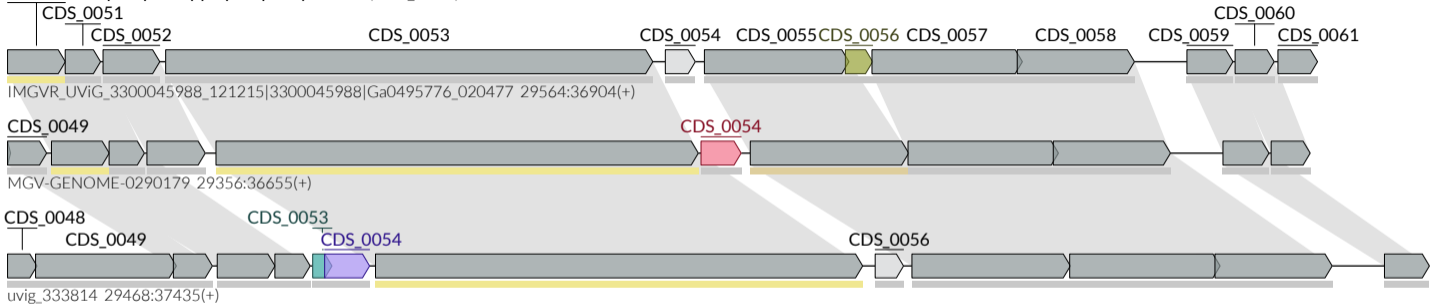 CDS_0051
CDS_0060
CDS_0052 CDS_0053 CDS_0054 CDS_0055 CDS_0056 CDS_0057 CDS_0058 CDS_0059 CDS_0061
IMGVR_UViG_3300045988_121215|3300045988|Ga0495776_020477 29564:36904(+)
CDS_0049 CDS_0054
MGV-GENOME-0290179 29356:36655(+)
CDS_0048 CDS_0053
CDS_0049 CDS_0054 CDS_0056
uvig_333814 29468:37435(+)